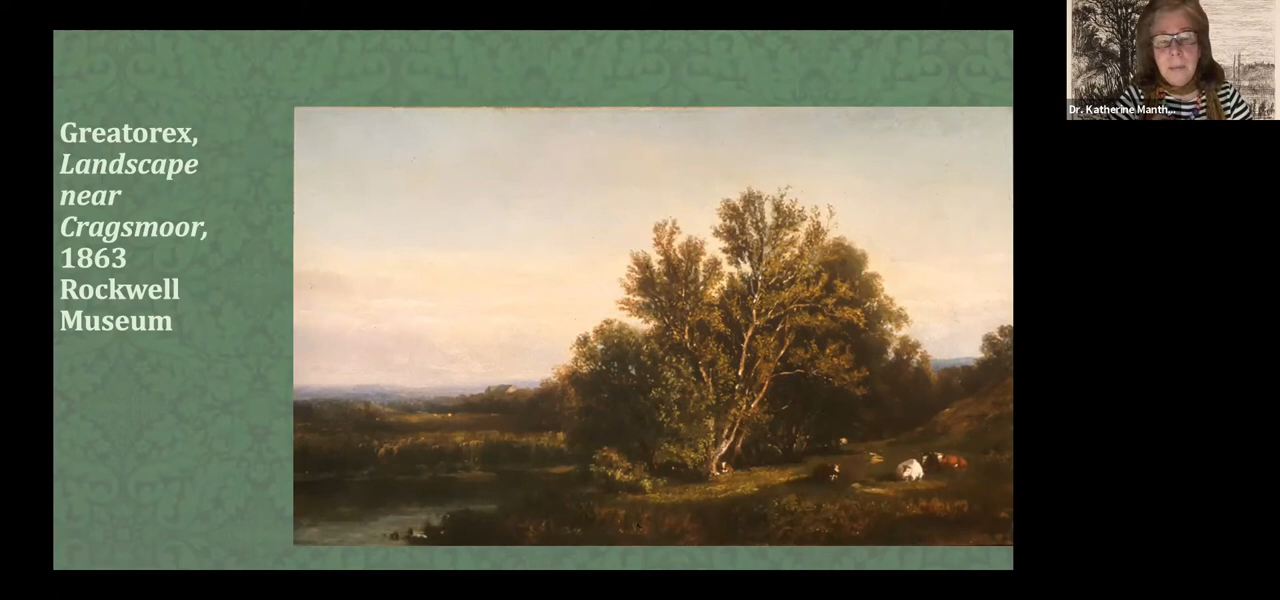 Greatorex,
Landscape
near
Cragsmoor,
1863
Rockwell
Museum
Dr. Katherine Manth...